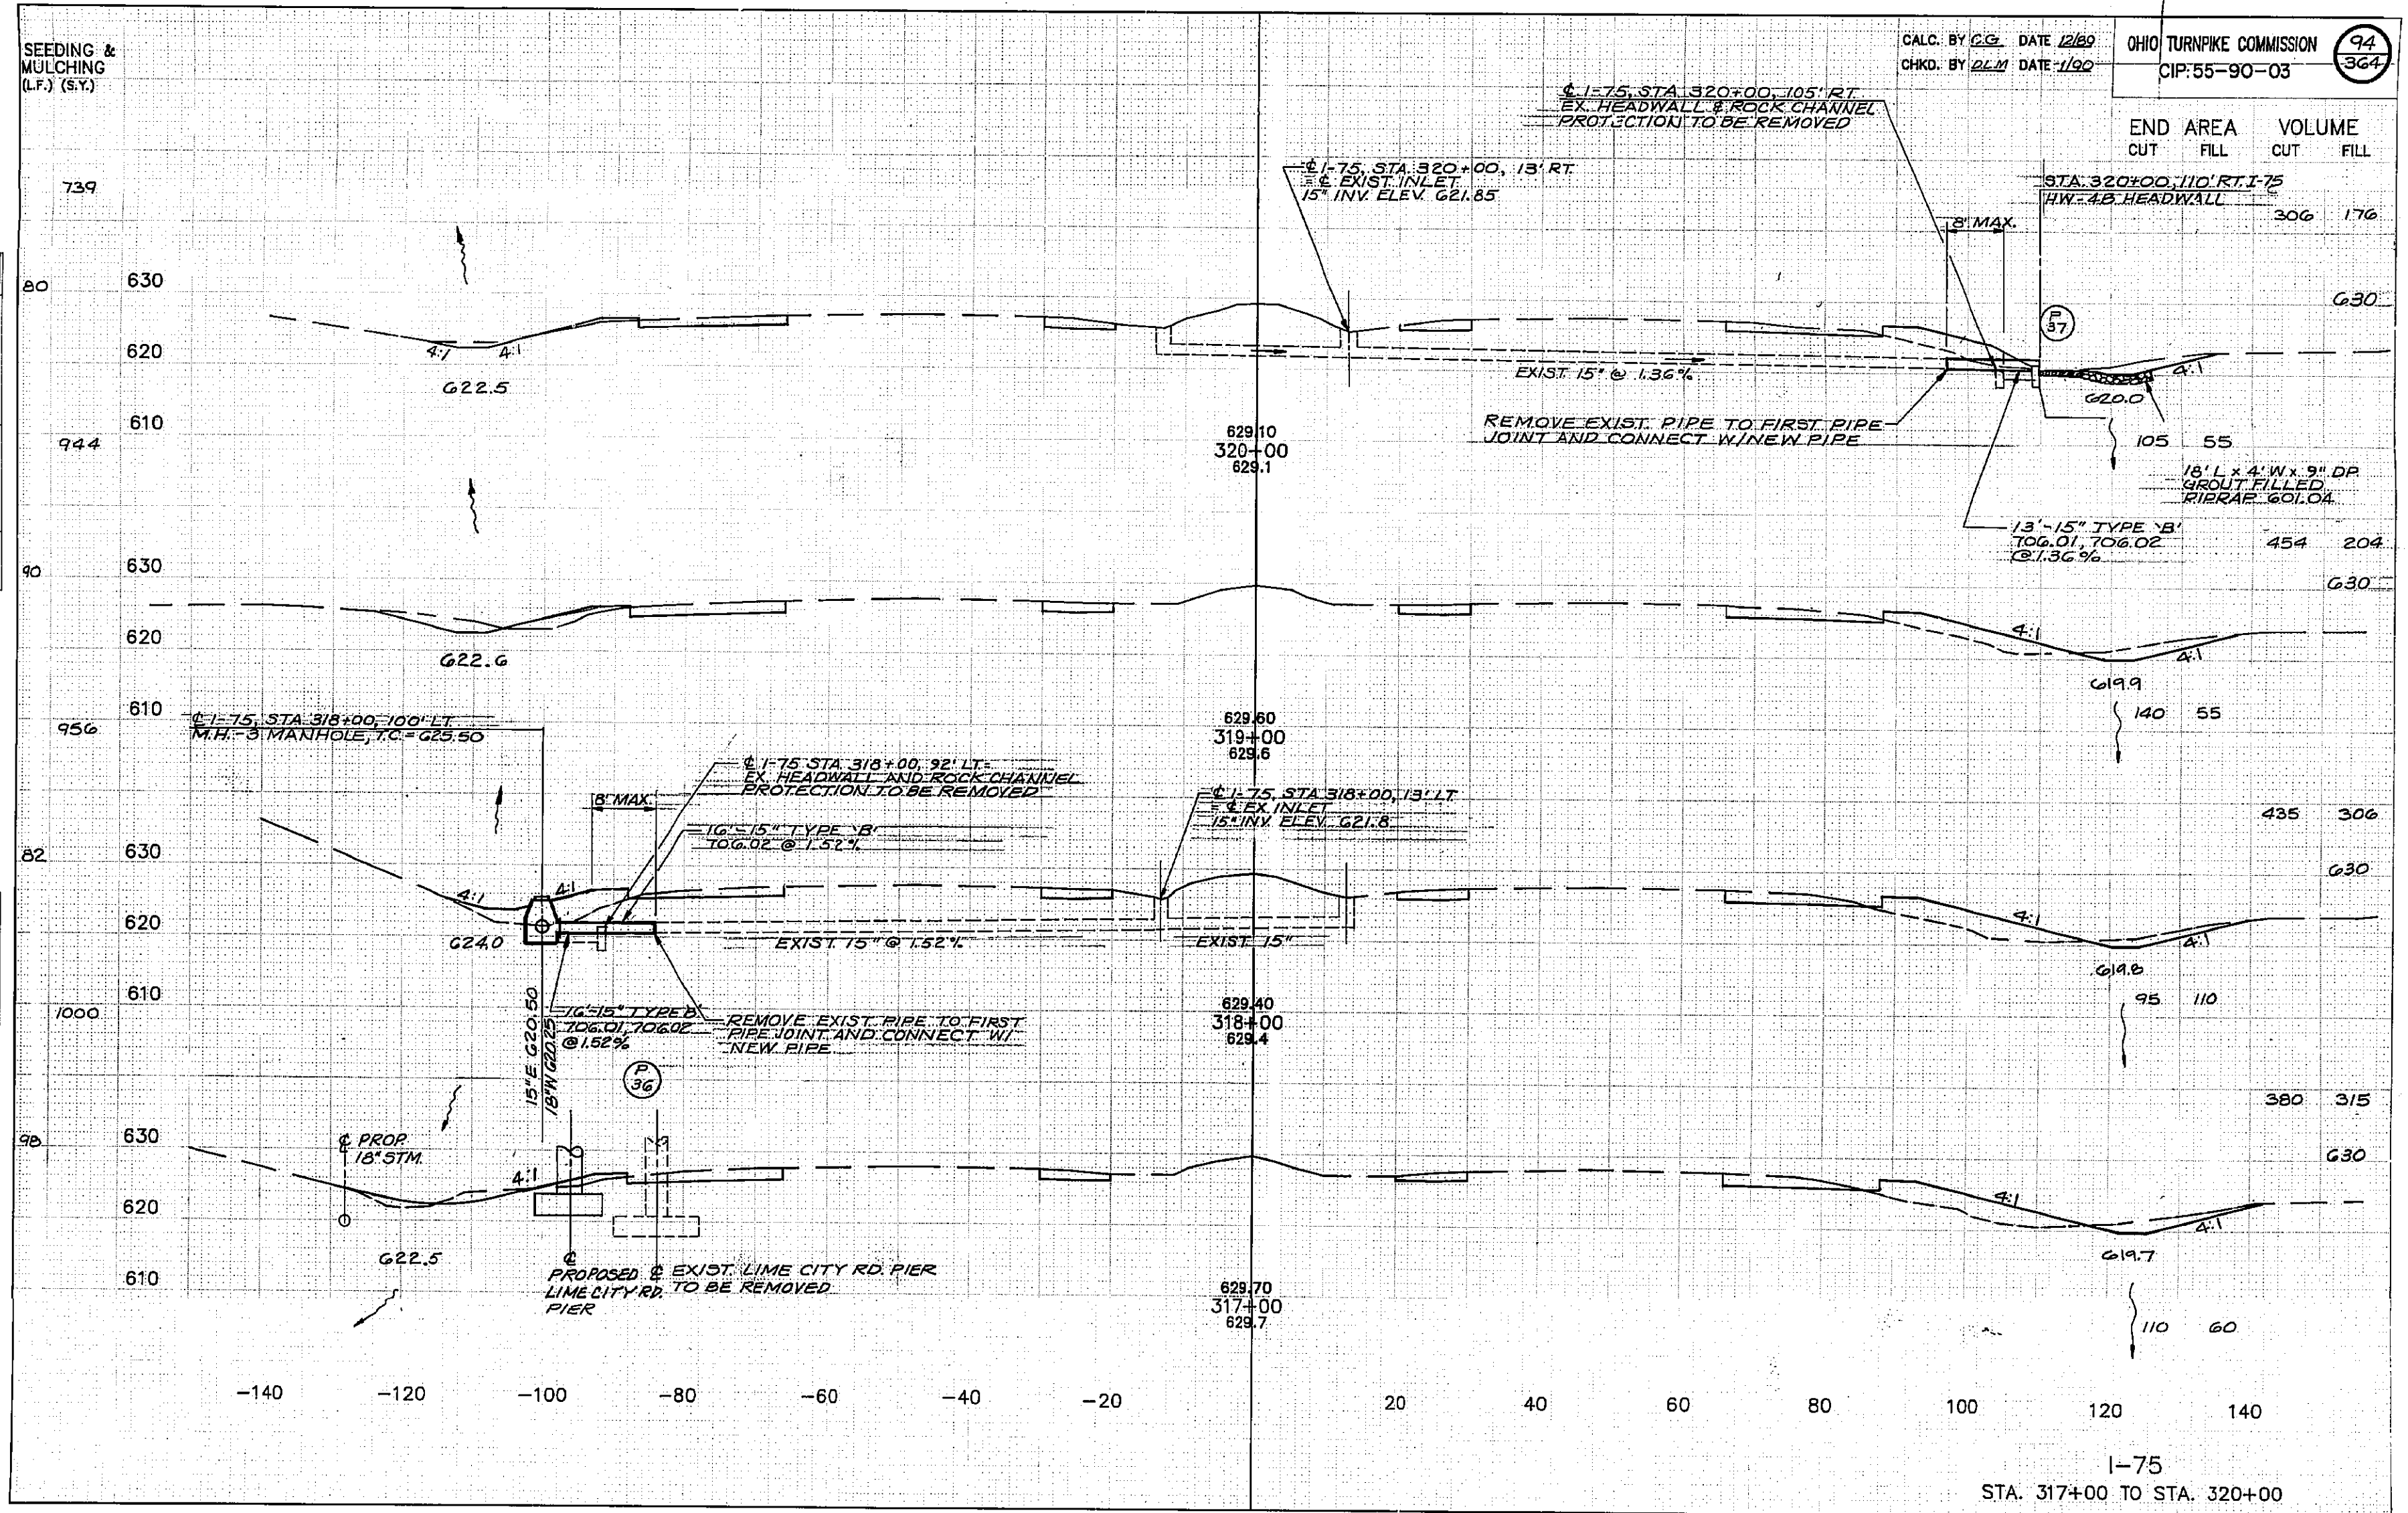 SEEDING &
MULCHING
(L.F.) (S.Y.)
CALC. BY C.G. DATE 12/89
CHKD. BY DLM DATE 1/90
OHIO TURNPIKE COMMISSION
CIP:55-90-03
94
364
END AREA VOLUME
CUT FILL CUT FILL
℄ I-75, STA. 320+00, 105' RT.
EX. HEADWALL & ROCK CHANNEL
PROTECTION TO BE REMOVED
℄ I-75, STA. 320+00, 13' RT.
= ℄ EXIST. INLET
15" INV. ELEV. 621.85
STA. 320+00, 110' RT. I-75
HW-4B HEADWALL
739
306 176
8' MAX.
80
630
630
P
37
620
4:1 4:1
622.5
EXIST. 15" @ 1.36%
4:1
620.0
REMOVE EXIST. PIPE TO FIRST PIPE
JOINT AND CONNECT W/NEW PIPE
610
944
629.10
320+00
629.1
105 55
18' L x 4' W x 9" DP.
GROUT FILLED
RIPRAP 601.04
13'-15" TYPE 'B'
706.01, 706.02
@ 1.36%
454 204
90
630
630
620
622.6
4:1
4:1
619.9
610
956
629.60
319+00
629.6
140 55
℄ I-75, STA. 318+00, 100' LT.
M.H.-3 MANHOLE, T.C. = 625.50
℄ I-75 STA. 318+00, 92' LT.=
EX. HEADWALL AND ROCK CHANNEL
PROTECTION TO BE REMOVED
8' MAX.
16'-15" TYPE 'B'
706.02 @ 1.52%
℄ I-75, STA. 318+00, 13' LT.
= ℄ EX. INLET
15" INV. ELEV. 621.8
435 306
82
630
630
4:1
4:1
620
624.0
EXIST. 15" @ 1.52%
EXIST. 15"
4:1
4:1
619.8
610
1000
629.40
318+00
629.4
95 110
16'-15" TYPE B'
706.01, 706.02
@ 1.52%
REMOVE EXIST. PIPE TO FIRST
PIPE JOINT AND CONNECT W/
NEW PIPE
15" E 620.50
18" W 620.25
P.
36
380 315
98
630
630
℄ PROP.
18" STM.
4:1
620
622.5
4:1
4:1
619.7
610
℄
PROPOSED
LIME CITY RD.
PIER
℄ EXIST. LIME CITY RD. PIER
TO BE REMOVED
629.70
317+00
629.7
110 60
-140 -120 -100 -80 -60 -40 -20 20 40 60 80 100 120 140
I-75
STA. 317+00 TO STA. 320+00